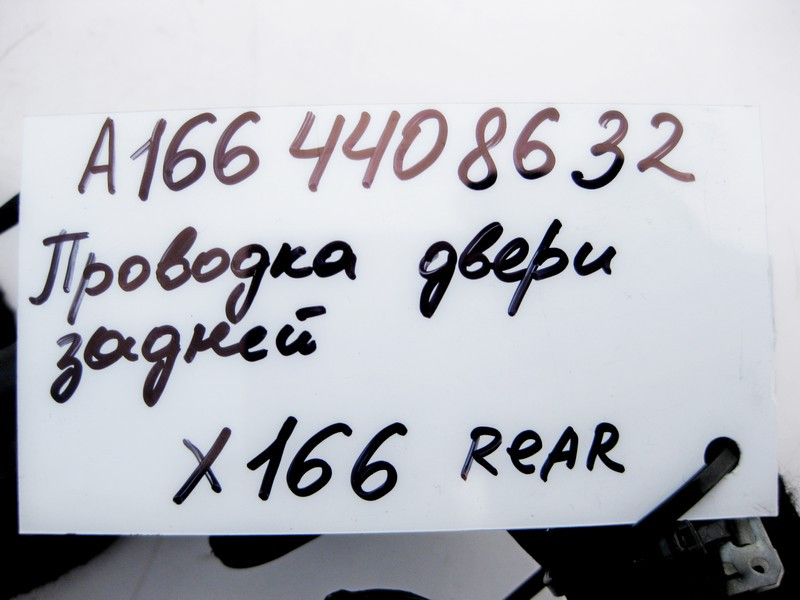 A166 440 86 32
Проводка двери
задней
X166 ReAR